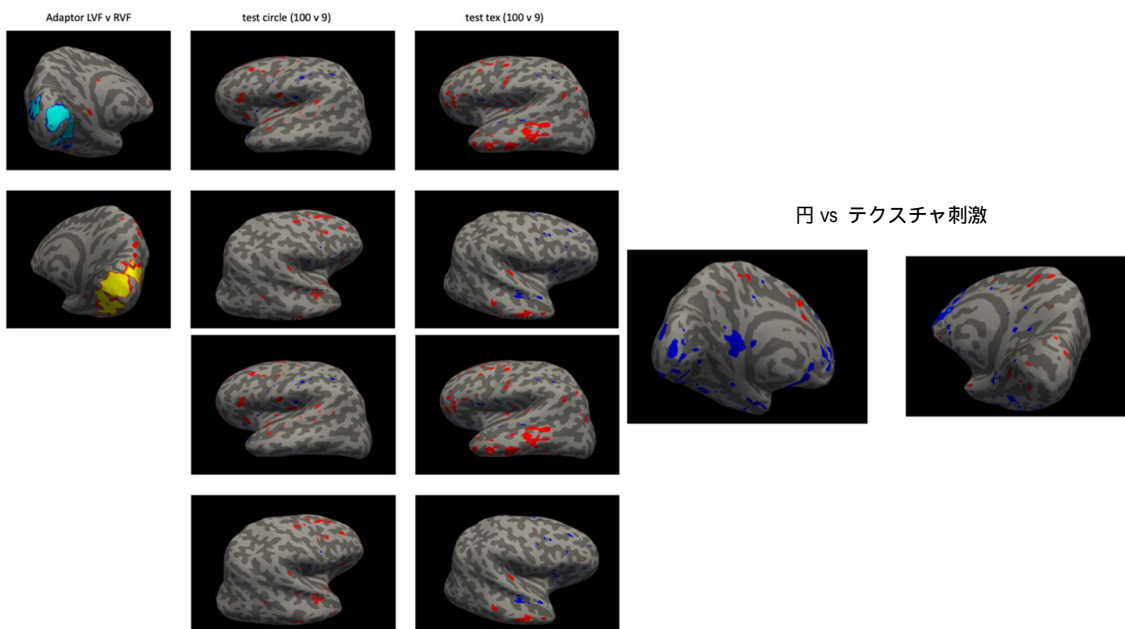 Adaptor LVF v RVF
test circle (100 v 9)
test tex (100 v 9)
円 vs テクスチャ刺激